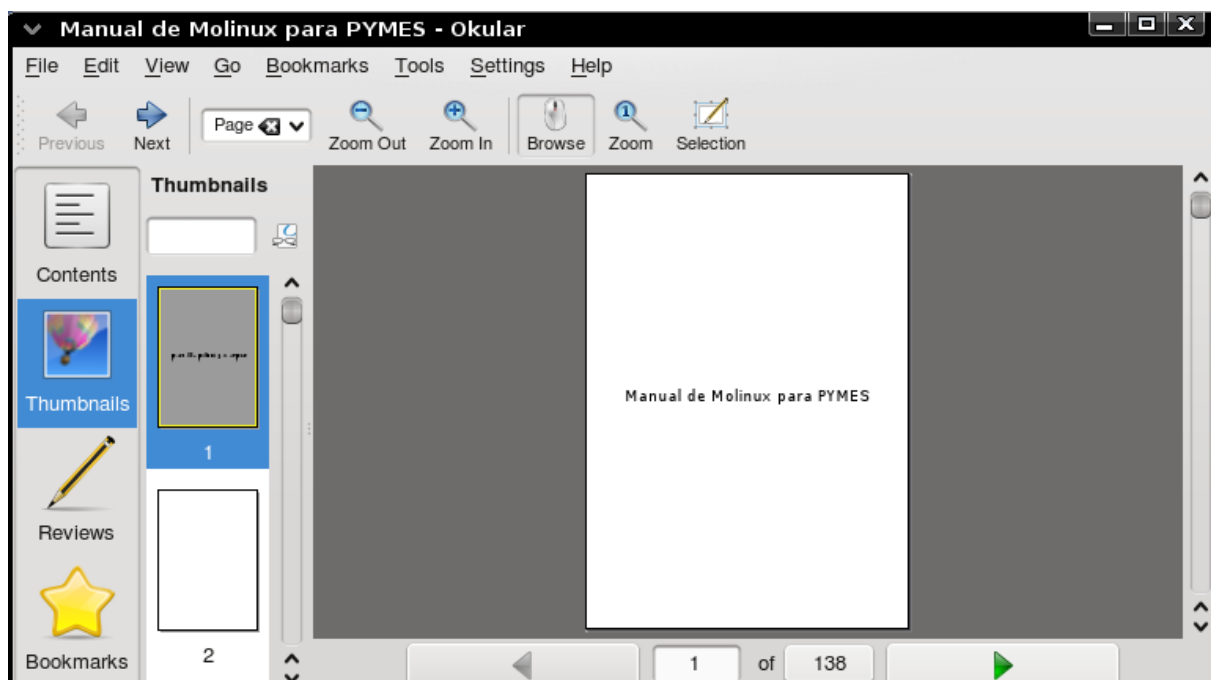 Manual de Molinux para PYMES - Okular
File Edit View Go Bookmarks Tools Settings Help
Previous Next Page Zoom Out Zoom In Browse Zoom Selection
Thumbnails
Contents
Thumbnails
1
Reviews
2
Bookmarks
Manual de Molinux para PYMES
1 of 138